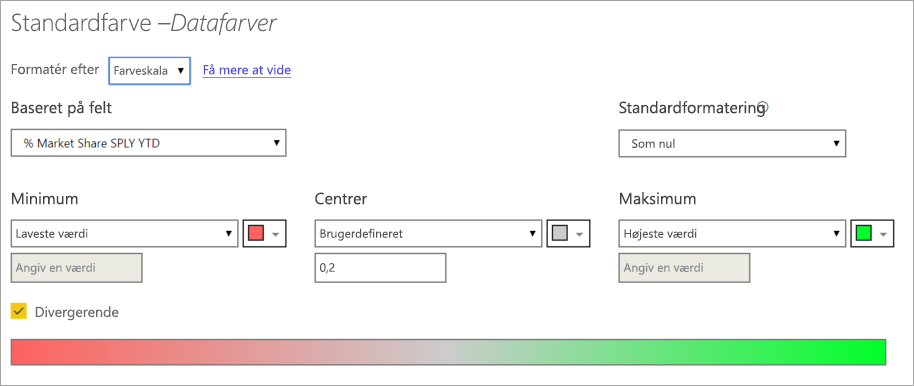 Standardfarve –Datafarver
Formatér efter Farveskala Få mere at vide
Baseret på felt Standardformatering
% Market Share SPLY YTD Som nul
Minimum Centrer Maksimum
Laveste værdi Brugerdefineret Højeste værdi
Angiv en værdi 0,2 Angiv en værdi
Divergerende